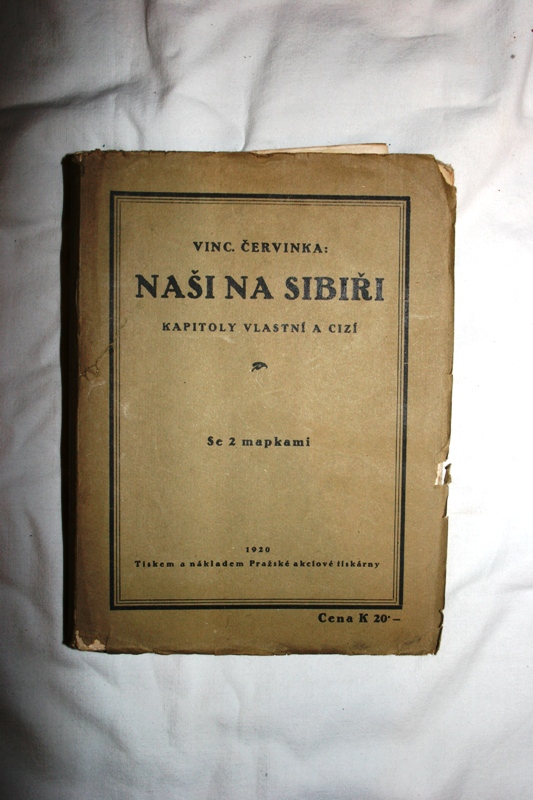 VINC. ČERVINKA:
NAŠI NA SIBIŘI
KAPITOLY VLASTNÍ A CIZÍ
Se 2 mapkami
1920
Tiskem a nákladem Pražské akciové tiskárny
Cena K 20·—